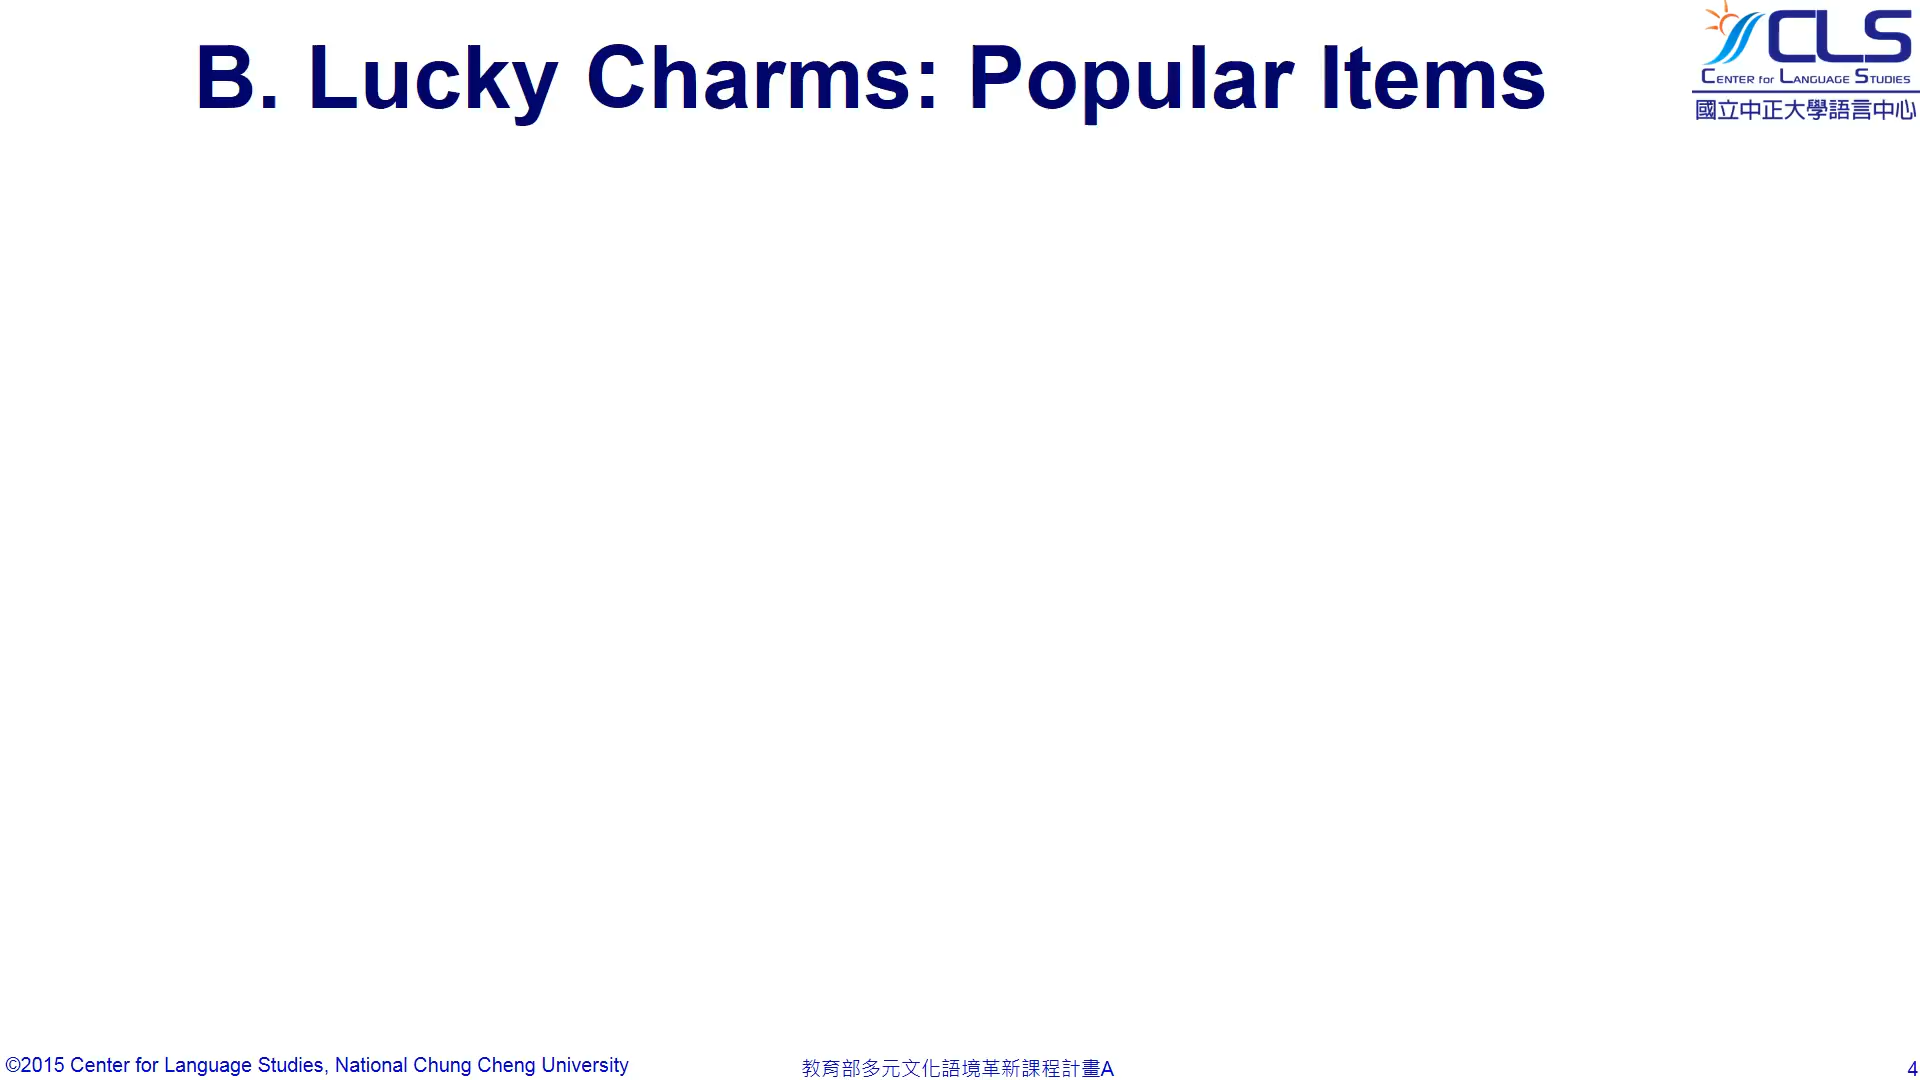 B. Lucky Charms: Popular Items
CLS
CENTER for LANGUAGE STUDIES
國立中正大學語言中心
©2015 Center for Language Studies, National Chung Cheng University
教育部多元文化語境革新課程計畫A
4